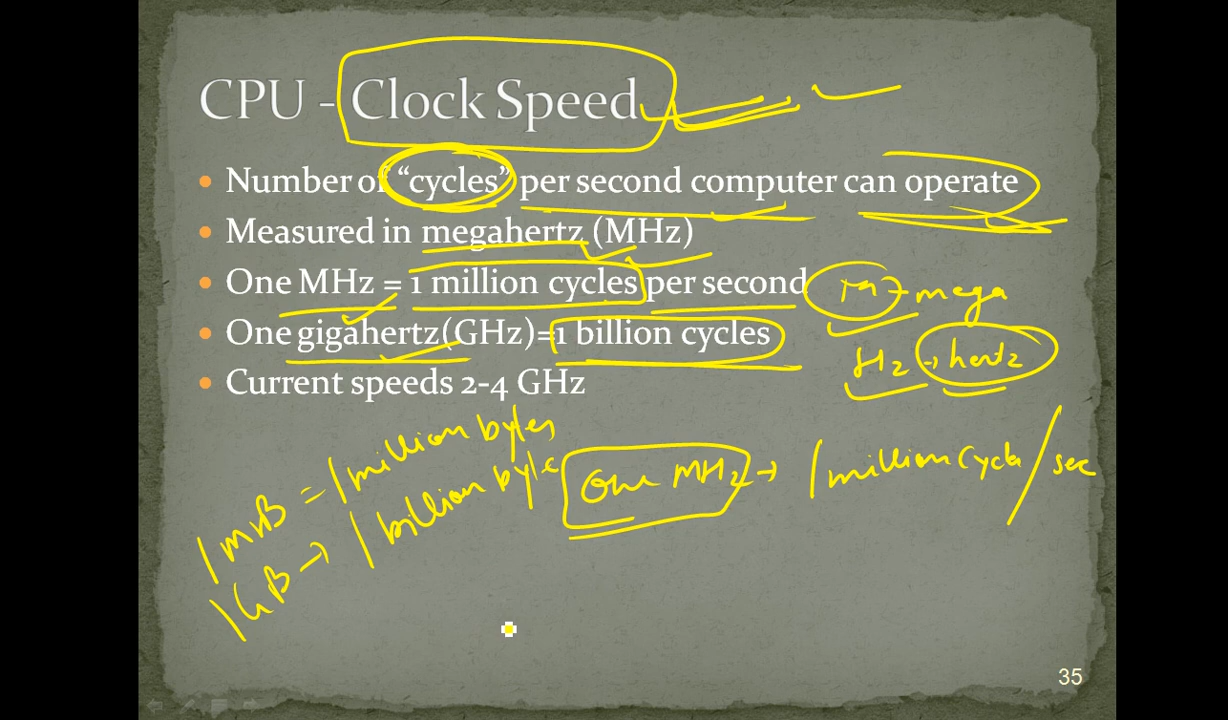 CPU - Clock Speed
Number of “cycles” per second computer can operate
Measured in megahertz (MHz)
One MHz = 1 million cycles per second
M → mega
One gigahertz(GHz)=1 billion cycles
Hz → hertz
Current speeds 2-4 GHz
1 MB = 1 million bytes
1 GB → 1 billion byte
One MHz → 1 million Cycle / sec
35